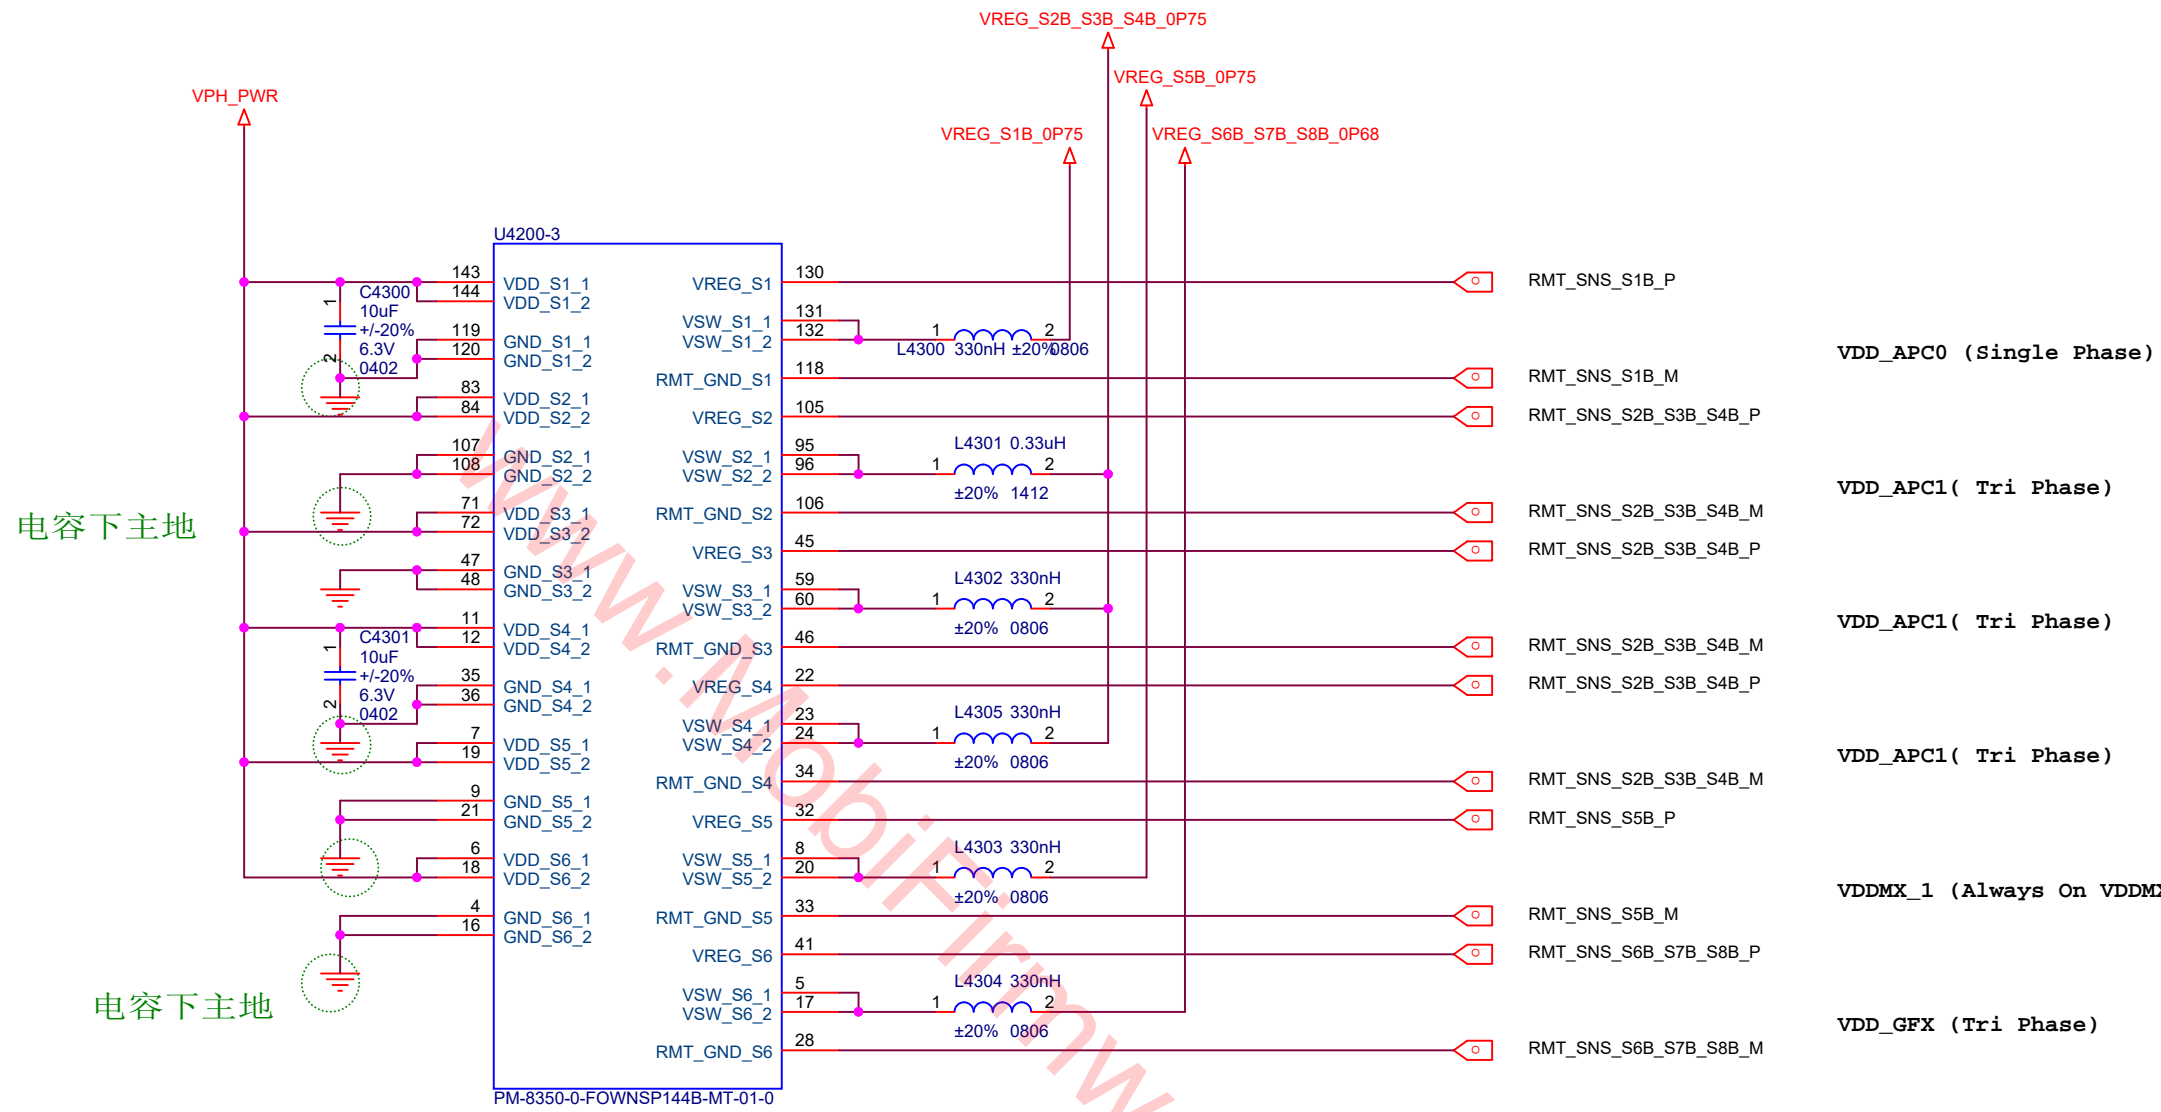 VREG_S2B_S3B_S4B_0P75
VREG_S5B_0P75
VPH_PWR
VREG_S1B_0P75
VREG_S6B_S7B_S8B_0P68
U4200-3
143 VDD_S1_1
144 VDD_S1_2
C4300
10uF
+/-20%
6.3V
0402
1
2
119 GND_S1_1
120 GND_S1_2
83 VDD_S2_1
84 VDD_S2_2
107 GND_S2_1
108 GND_S2_2
71 VDD_S3_1
72 VDD_S3_2
电容下主地
47 GND_S3_1
48 GND_S3_2
11 VDD_S4_1
12 VDD_S4_2
C4301
10uF
+/-20%
6.3V
0402
1
2
35 GND_S4_1
36 GND_S4_2
7 VDD_S5_1
19 VDD_S5_2
9 GND_S5_1
21 GND_S5_2
6 VDD_S6_1
18 VDD_S6_2
4 GND_S6_1
16 GND_S6_2
电容下主地
VREG_S1 130 RMT_SNS_S1B_P
VSW_S1_1 131
VSW_S1_2 132
1 2
L4300 330nH ±20% 0806
VDD_APC0 (Single Phase)
RMT_GND_S1 118 RMT_SNS_S1B_M
VREG_S2 105 RMT_SNS_S2B_S3B_S4B_P
VSW_S2_1 95
VSW_S2_2 96
L4301 0.33uH
1 2
±20% 1412
VDD_APC1( Tri Phase)
RMT_GND_S2 106 RMT_SNS_S2B_S3B_S4B_M
VREG_S3 45 RMT_SNS_S2B_S3B_S4B_P
VSW_S3_1 59
VSW_S3_2 60
L4302 330nH
1 2
±20% 0806
VDD_APC1( Tri Phase)
RMT_GND_S3 46 RMT_SNS_S2B_S3B_S4B_M
VREG_S4 22 RMT_SNS_S2B_S3B_S4B_P
VSW_S4_1 23
VSW_S4_2 24
L4305 330nH
1 2
±20% 0806
VDD_APC1( Tri Phase)
RMT_GND_S4 34 RMT_SNS_S2B_S3B_S4B_M
VREG_S5 32 RMT_SNS_S5B_P
VSW_S5_1 8
VSW_S5_2 20
L4303 330nH
1 2
±20% 0806
VDDMX_1 (Always On VDDMX
RMT_GND_S5 33 RMT_SNS_S5B_M
VREG_S6 41 RMT_SNS_S6B_S7B_S8B_P
VSW_S6_1 5
VSW_S6_2 17
L4304 330nH
1 2
±20% 0806
VDD_GFX (Tri Phase)
RMT_GND_S6 28 RMT_SNS_S6B_S7B_S8B_M
PM-8350-0-FOWNSP144B-MT-01-0
www.MobiFirmw